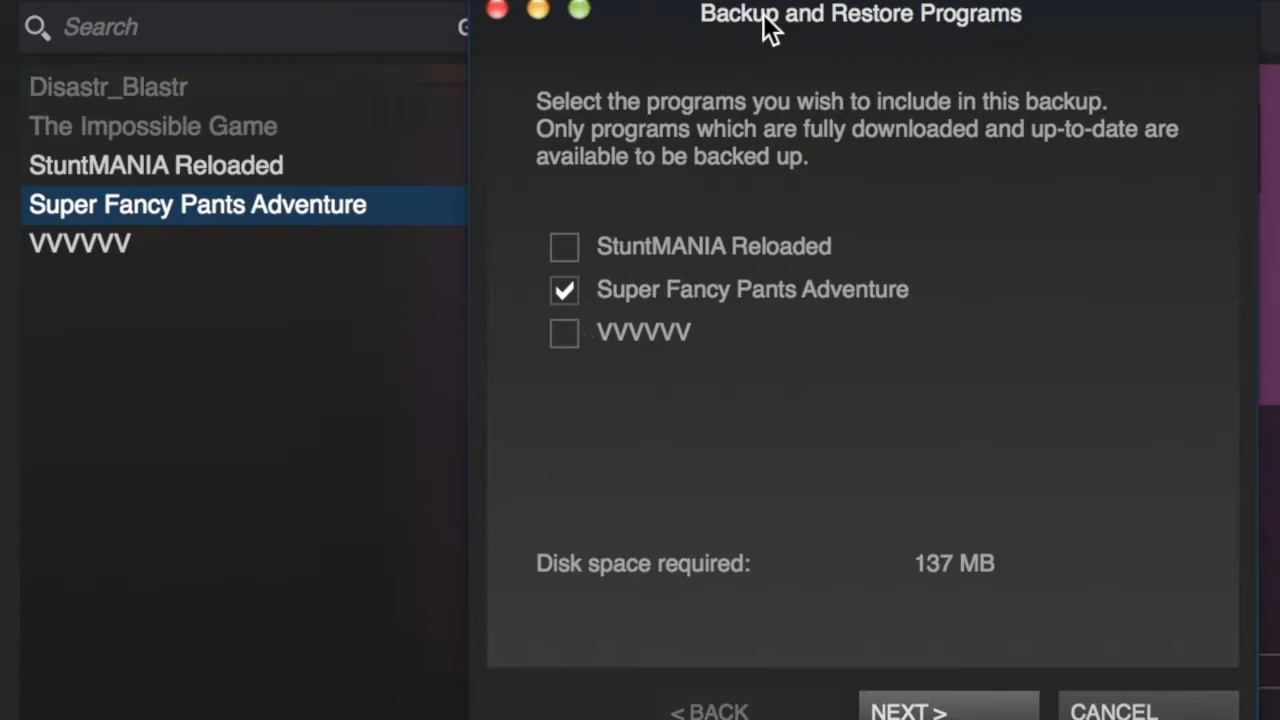 Search
Disastr_Blastr
The Impossible Game
StuntMANIA Reloaded
Super Fancy Pants Adventure
VVVVVV
Backup and Restore Programs
Select the programs you wish to include in this backup.
Only programs which are fully downloaded and up-to-date are
available to be backed up.
StuntMANIA Reloaded
Super Fancy Pants Adventure
VVVVVV
Disk space required: 137 MB
< BACK NEXT > CANCEL